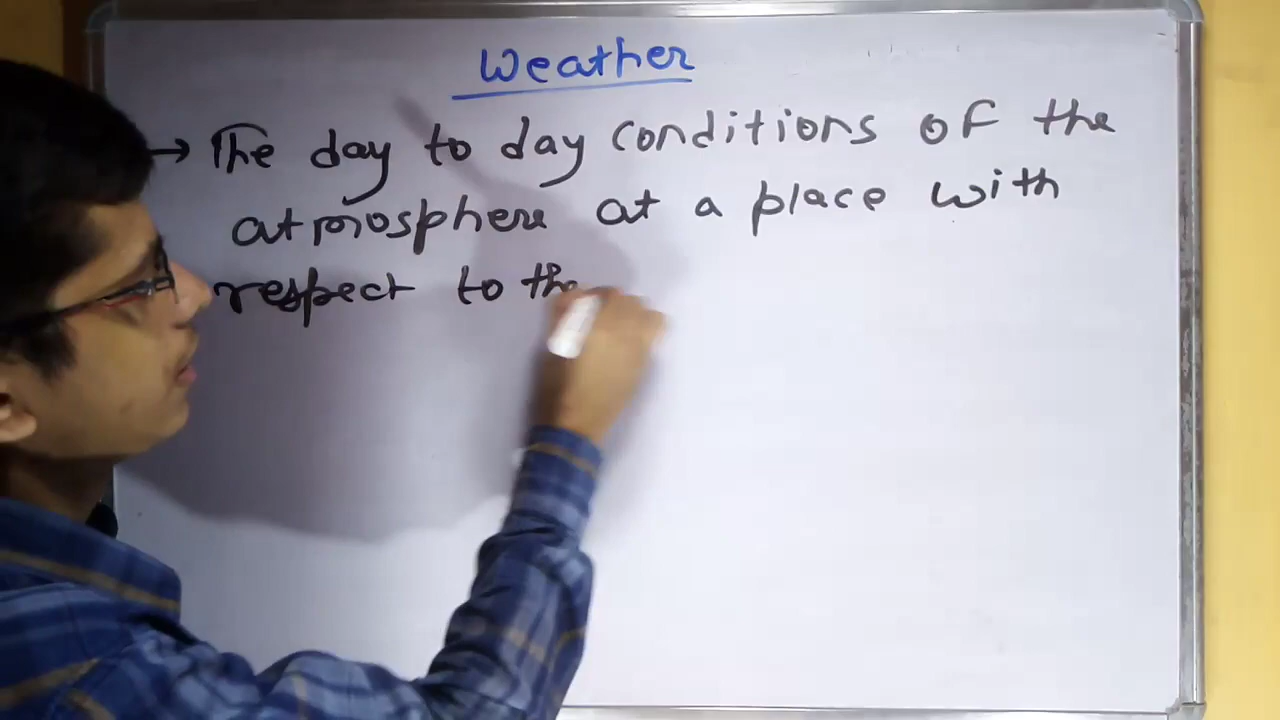 Weather
→ The day to day conditions of the
atmosphere at a place with
respect to the